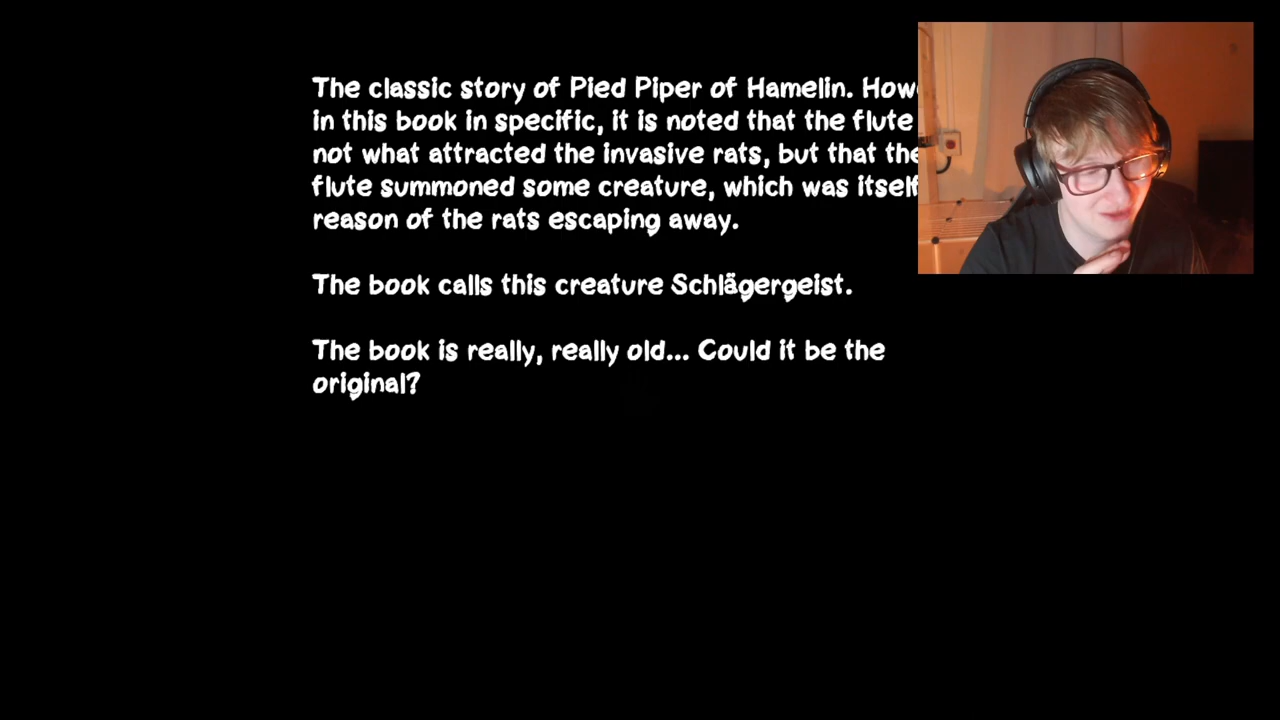 The classic story of Pied Piper of Hamelin.
in this book in specific, it is noted that the flute
not what attracted the invasive rats, but that the
flute summoned some creature, which was itself
reason of the rats escaping away.
The book calls this creature Schlägergeist.
The book is really, really old... Could it be the
original?